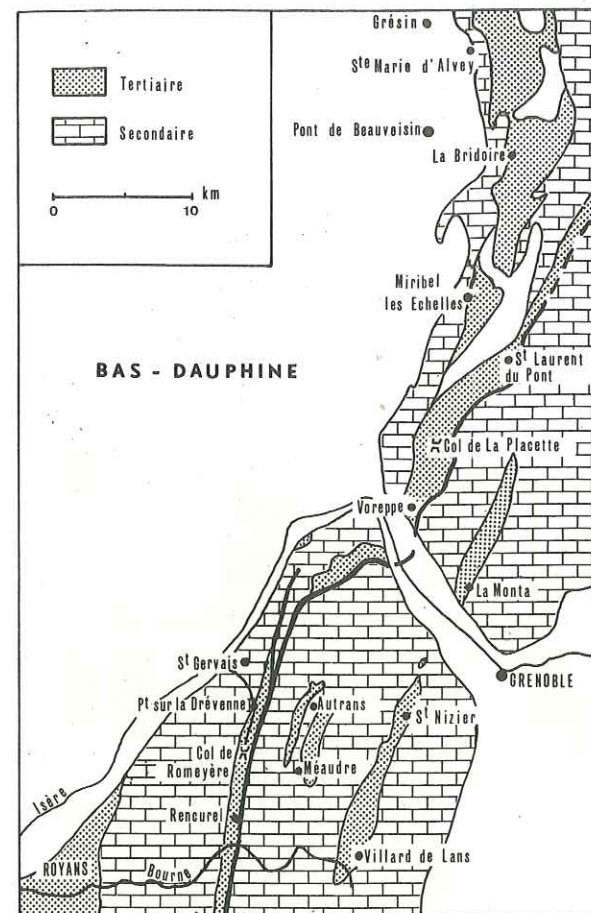 Tertiaire
Secondaire
km
0 10
Grésin
Ste Marie d'Alvey
Pont de Beauvoisin
La Bridoire
Miribel
les Echelles
BAS - DAUPHINE
St Laurent
du Pont
Col de La Placette
Voreppe
La Monta
GRENOBLE
St Gervais
Pt sur la Drévenne
Autrans
St Nizier
Col de
Romeyère
Méaudre
Isère
Rencurel
ROYANS
Bourne
Villard de Lans